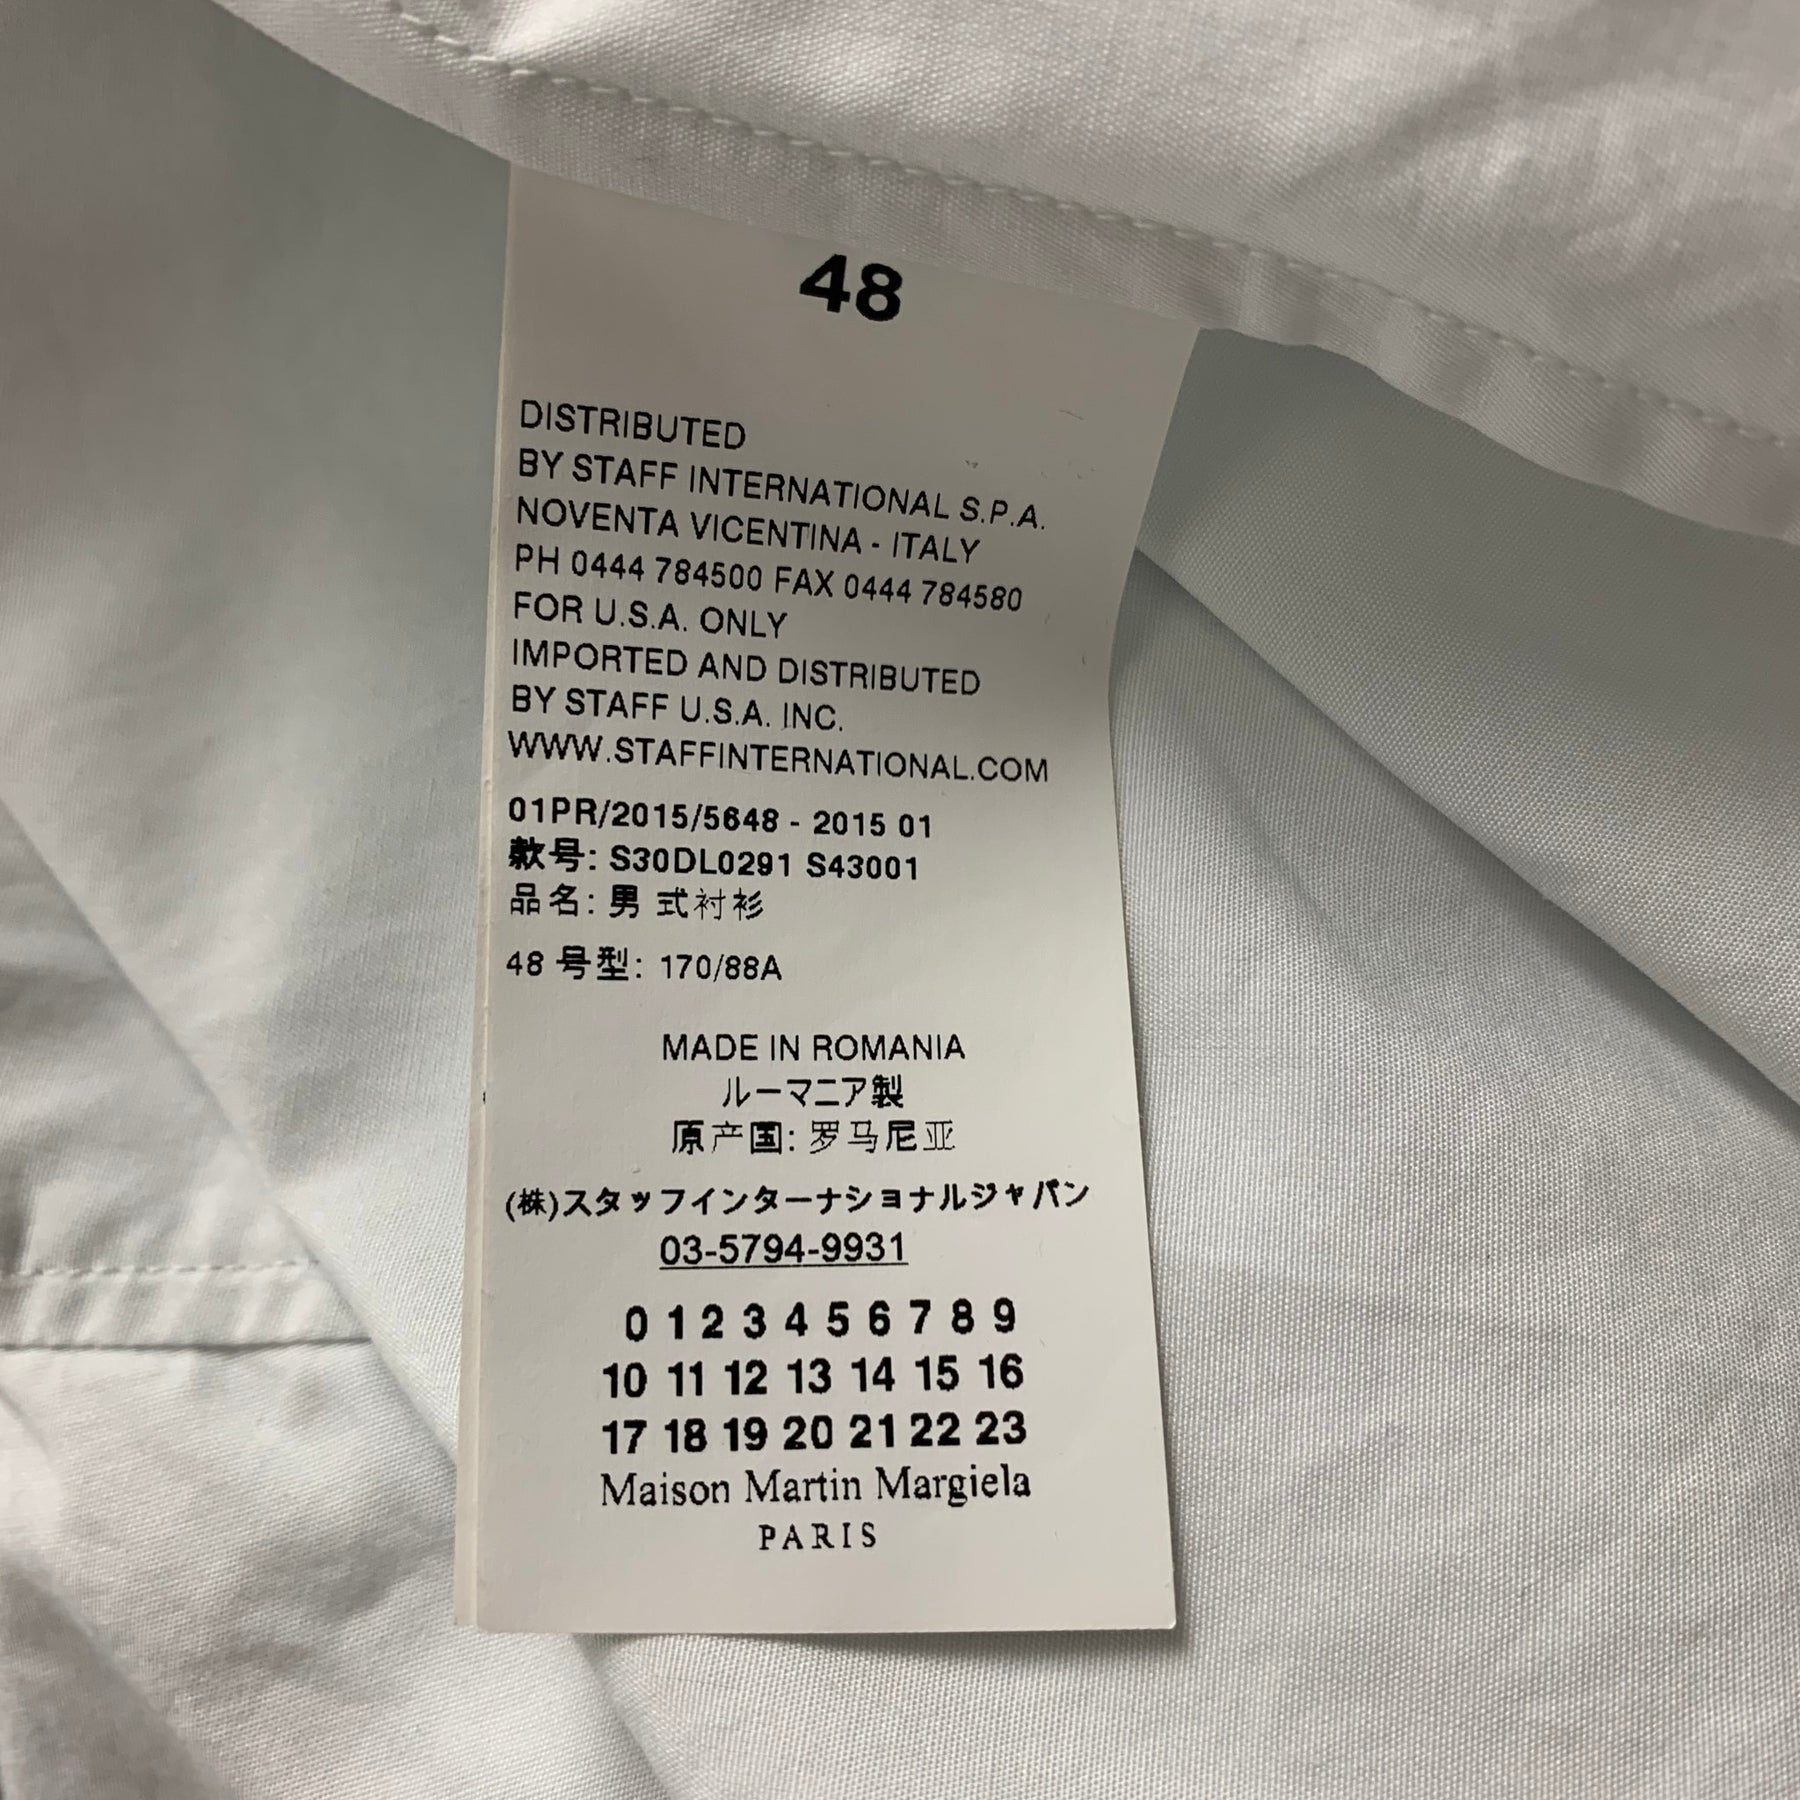 48
DISTRIBUTED
BY STAFF INTERNATIONAL S.P.A.
NOVENTA VICENTINA - ITALY
PH 0444 784500 FAX 0444 784580
FOR U.S.A. ONLY
IMPORTED AND DISTRIBUTED
BY STAFF U.S.A. INC.
WWW.STAFFINTERNATIONAL.COM
01PR/2015/5648 - 2015 01
款号: S30DL0291 S43001
品名: 男 式衬衫
48 号型: 170/88A
MADE IN ROMANIA
ルーマニア製
原产国: 罗马尼亚
(株)スタッフインターナショナルジャパン
03-5794-9931
0 1 2 3 4 5 6 7 8 9
10 11 12 13 14 15 16
17 18 19 20 21 22 23
Maison Martin Margiela
PARIS